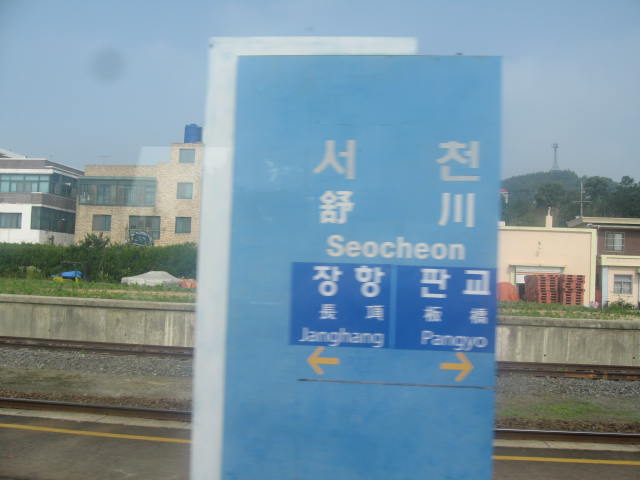 서 천
舒 川
Seocheon
장 항 판 교
長 項 板 橋
Janghang Pangyo